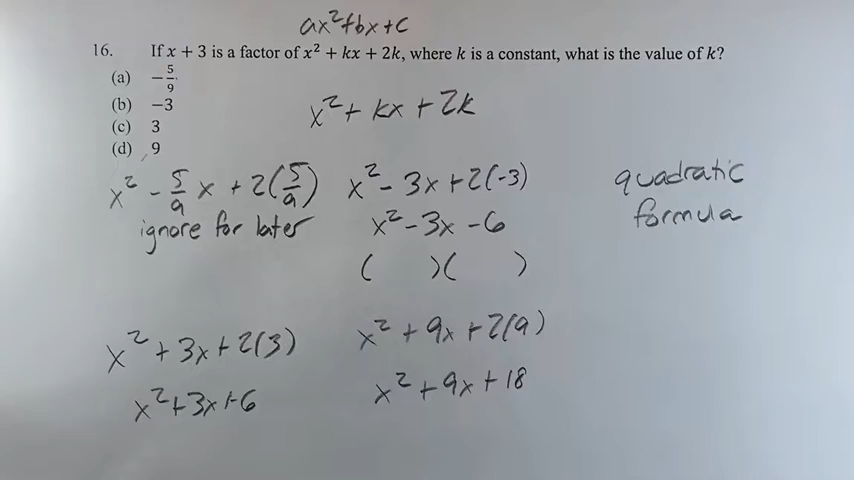 ax²+bx+c
16. If x + 3 is a factor of x² + kx + 2k, where k is a constant, what is the value of k?
(a) −5/9
(b) −3
(c) 3
(d) 9
x² + kx + 2k
x² − 5/9 x + 2(5/9)
ignore for later
x² − 3x + 2(−3)
x² − 3x − 6
( )( )
quadratic
formula
x² + 3x + 2(3)
x² + 3x + 6
x² + 9x + 2(9)
x² + 9x + 18